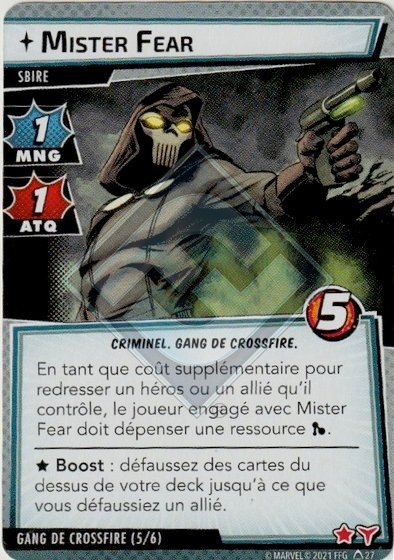 MISTER FEAR
SBIRE
1
MNG
1
ATQ
5
CRIMINEL. GANG DE CROSSFIRE.
En tant que coût supplémentaire pour
redresser un héros ou un allié qu'il
contrôle, le joueur engagé avec Mister
Fear doit dépenser une ressource .
★ Boost : défaussez des cartes du
dessus de votre deck jusqu'à ce que
vous défaussiez un allié.
GANG DE CROSSFIRE (5/6)
© MARVEL © 2021 FFG 27